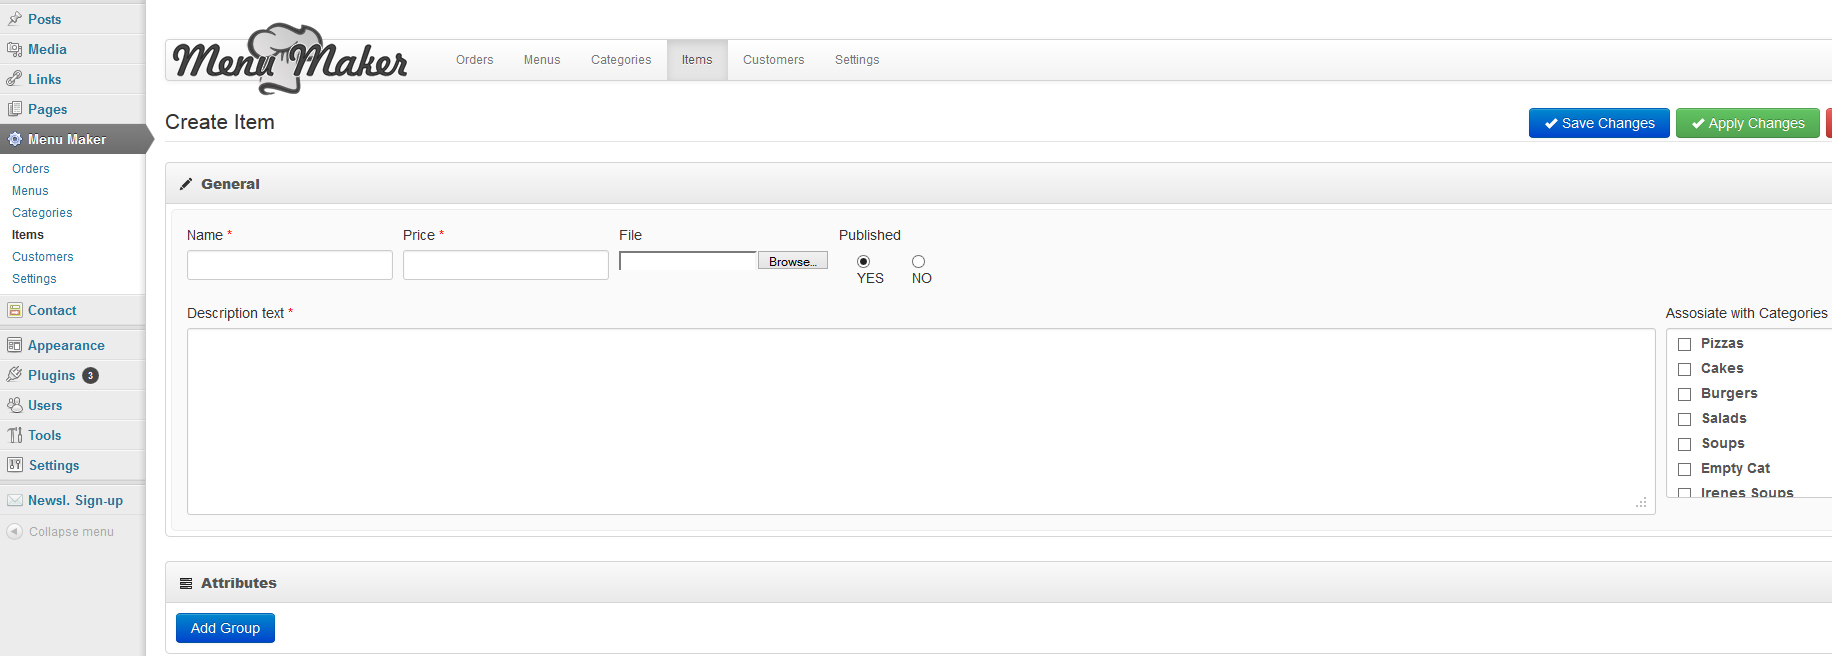 Posts
Media
Links
Pages
Menu Maker
Orders
Menus
Categories
Items
Customers
Settings
Contact
Appearance
Plugins 3
Users
Tools
Settings
Newsl. Sign-up
Collapse menu
Menu Maker
Orders Menus Categories Items Customers Settings
Create Item
Save Changes Apply Changes
General
Name * Price * File Published
Browse...
YES NO
Description text * Assosiate with Categories
Pizzas
Cakes
Burgers
Salads
Soups
Empty Cat
Irenes Soups
Attributes
Add Group